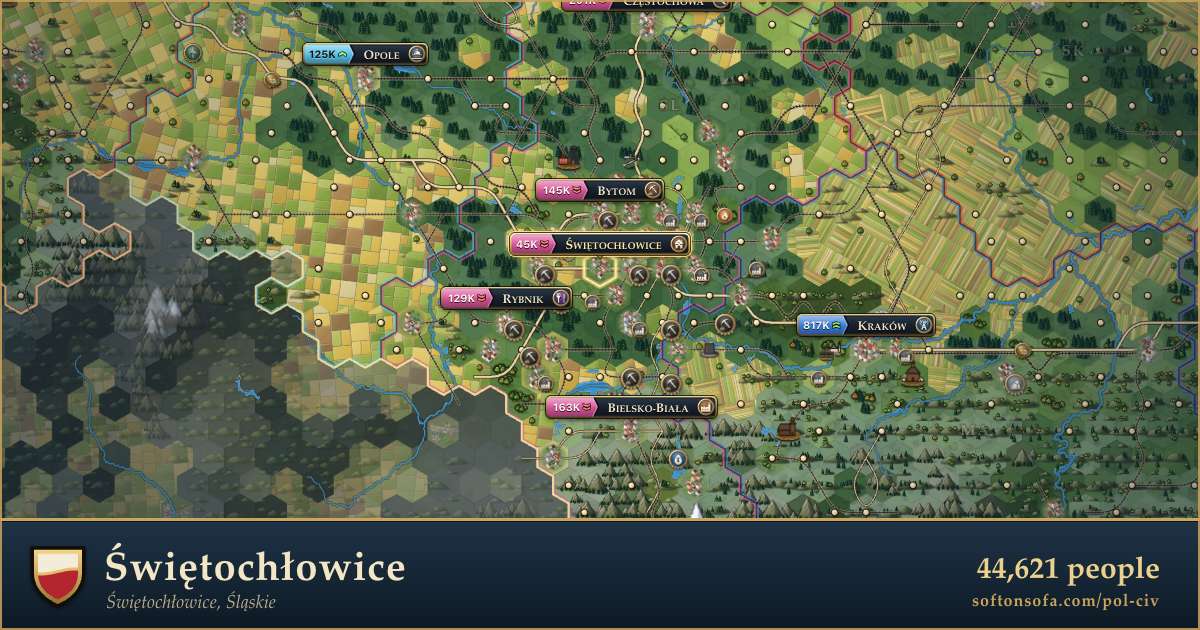 CZĘSTOCHOWA
125K OPOLE
145K BYTOM
45K ŚWIĘTOCHŁOWICE
129K RYBNIK
817K KRAKÓW
163K BIELSKO-BIAŁA
Świętochłowice
Świętochłowice, Śląskie
44,621 people
softonsofa.com/pol-civ